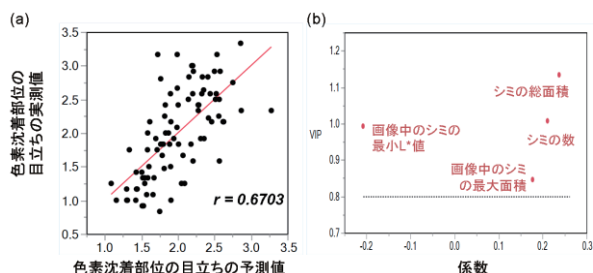 (a)
色素沈着部位の
目立ちの実測値
3.5
3.0
2.5
2.0
1.5
1.0
0.5
r = 0.6703
1.0
1.5
2.0
2.5
3.0
3.5
色素沈着部位の目立ちの予測値
(b)
VIP
1.2
1.1
1.0
0.9
0.8
0.7
シミの総面積
画像中のシミの
最小L*値
シミの数
画像中のシミ
の最大面積
-0.2
-0.1
0
0.1
0.2
0.3
係数